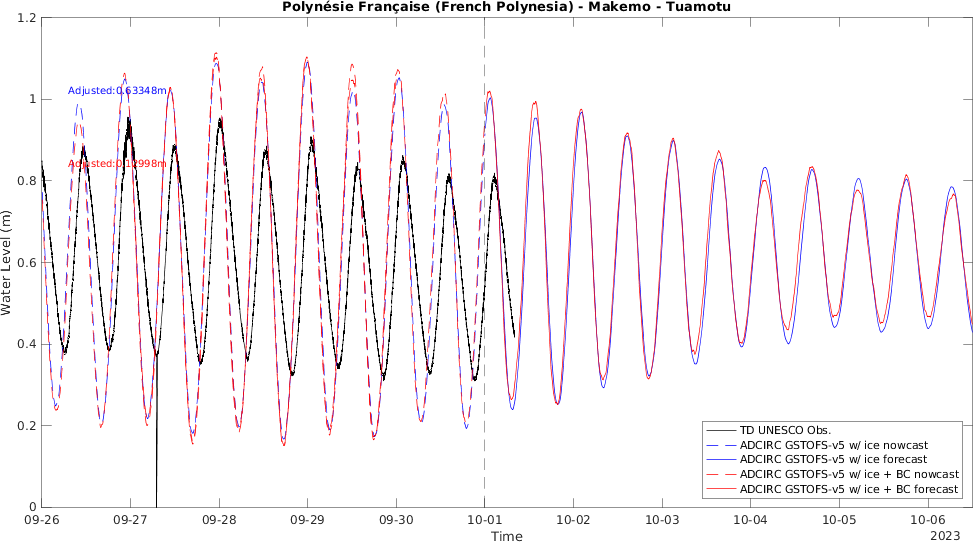 Polynésie Française (French Polynesia) - Makemo - Tuamotu
1.2
1
0.8
0.6
0.4
0.2
0
Water Level (m)
Adjusted:0.63348m
Adjusted:0.12998m
TD UNESCO Obs.
ADCIRC GSTOFS-v5 w/ ice nowcast
ADCIRC GSTOFS-v5 w/ ice forecast
ADCIRC GSTOFS-v5 w/ ice + BC nowcast
ADCIRC GSTOFS-v5 w/ ice + BC forecast
09-26 09-27 09-28 09-29 09-30 10-01 10-02 10-03 10-04 10-05 10-06
2023
Time